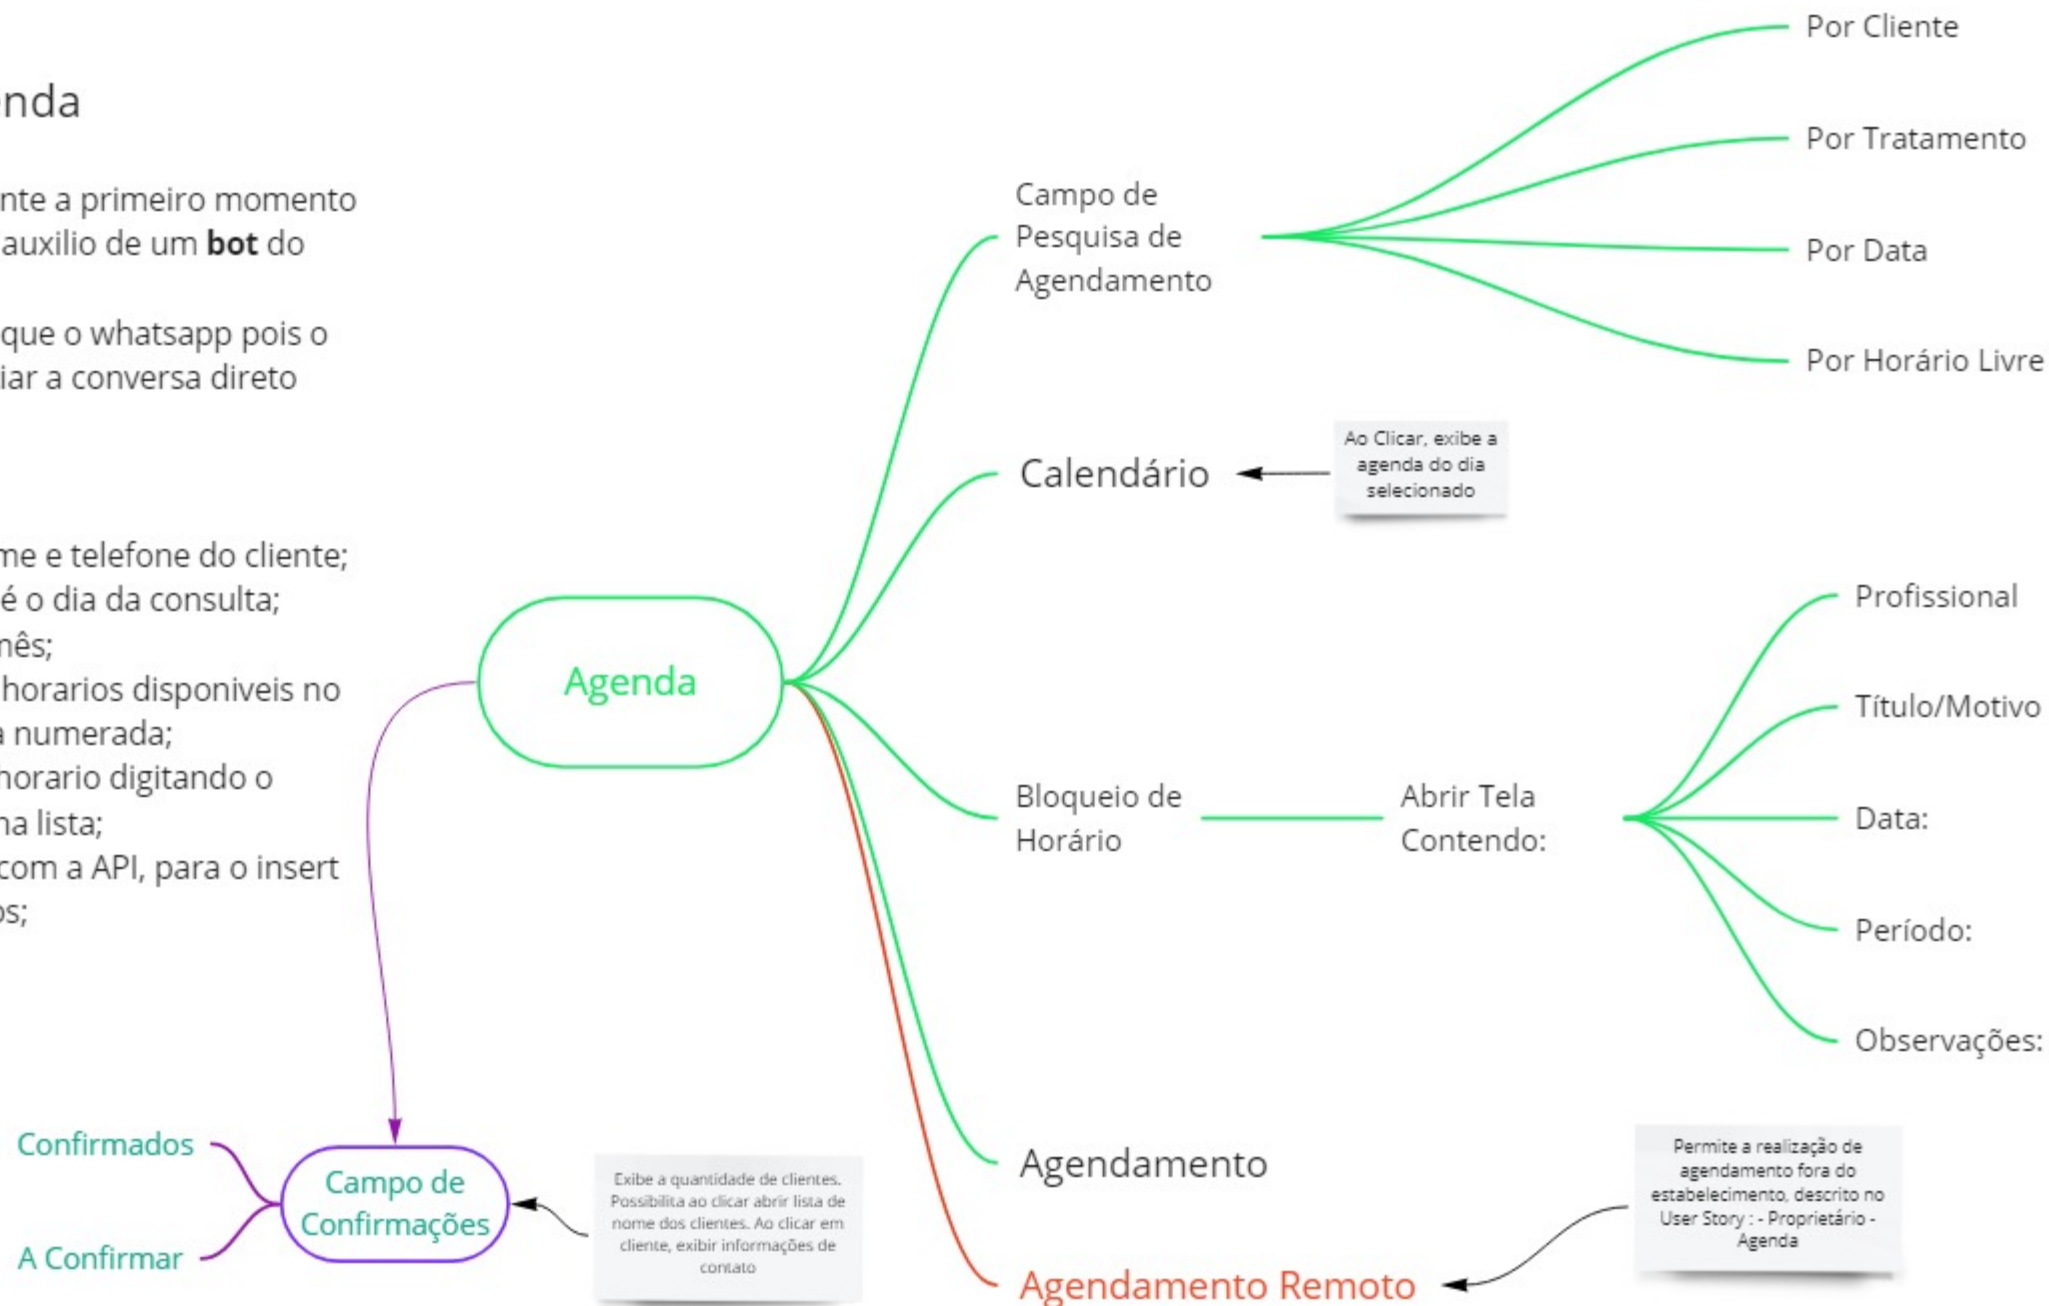 enda
nte a primeiro momento
auxilio de um bot do
que o whatsapp pois o
iar a conversa direto
me e telefone do cliente;
é o dia da consulta;
mês;
horarios disponiveis no
a numerada;
horario digitando o
na lista;
com a API, para o insert
os;
Agenda
Campo de
Pesquisa de
Agendamento
Por Cliente
Por Tratamento
Por Data
Por Horário Livre
Calendário
Ao Clicar, exibe a
agenda do dia
selecionado
Bloqueio de
Horário
Abrir Tela
Contendo:
Profissional
Título/Motivo
Data:
Período:
Observações:
Agendamento
Agendamento Remoto
Permite a realização de
agendamento fora do
estabelecimento, descrito no
User Story : - Proprietário -
Agenda
Campo de
Confirmações
Confirmados
A Confirmar
Exibe a quantidade de clientes.
Possibilita ao clicar abrir lista de
nome dos clientes. Ao clicar em
cliente, exibir informações de
contato